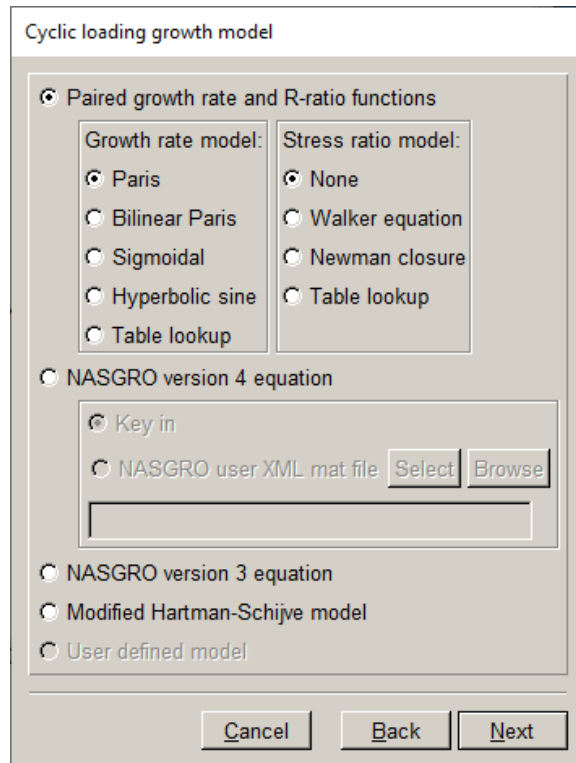 Cyclic loading growth model
Paired growth rate and R-ratio functions
Growth rate model:
Paris
Bilinear Paris
Sigmoidal
Hyperbolic sine
Table lookup
Stress ratio model:
None
Walker equation
Newman closure
Table lookup
NASGRO version 4 equation
Key in
NASGRO user XML mat file Select Browse
NASGRO version 3 equation
Modified Hartman-Schijve model
User defined model
Cancel Back Next